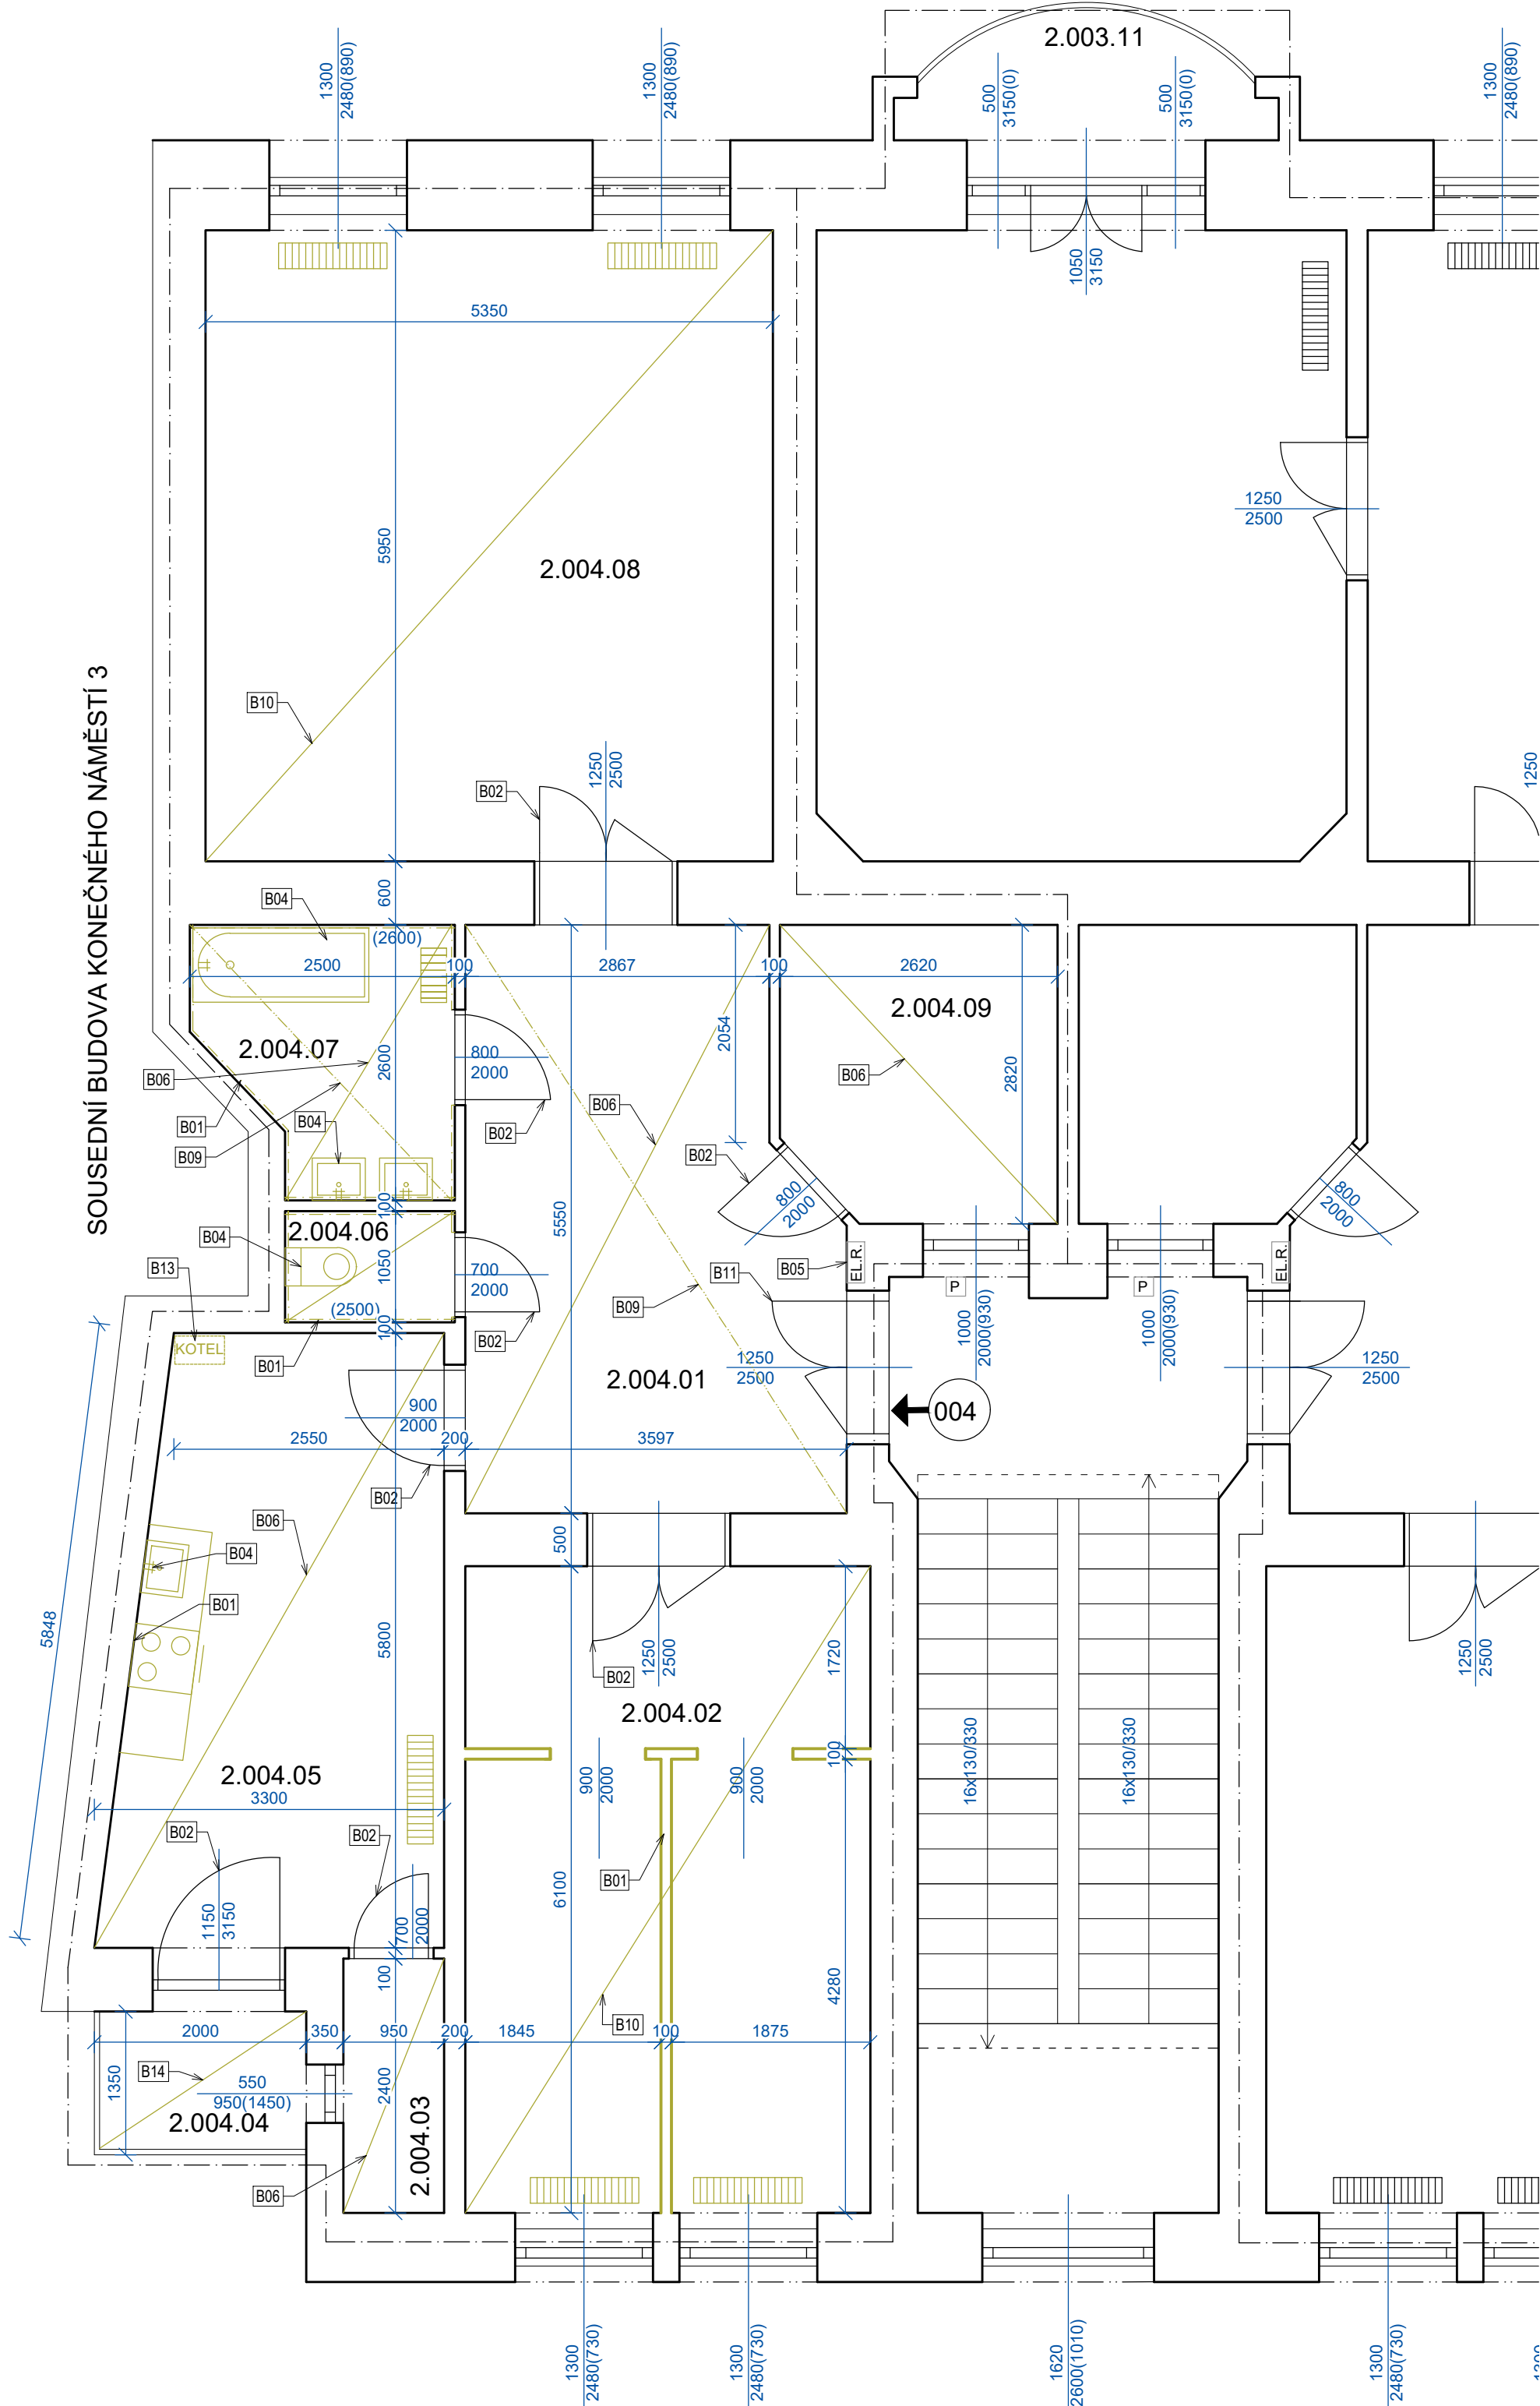 2.003.11
1300
2480(890)
1300
2480(890)
500
3150(0)
500
3150(0)
1300
2480(890)
1050
3150
5350
1250
2500
5950
2.004.08
SOUSEDNÍ BUDOVA KONEČNÉHO NÁMĚSTÍ 3
B10
B02
1250
2500
1250
600
B04
(2600)
2500
100
2867
100
2620
2.004.09
2054
2.004.07
2600
800
2000
B06
B06
2820
B06
B01
B04
B02
B09
B02
800
2000
800
2000
100
2.004.06
B04
1050
5550
B13
700
2000
B11
B05
EL.R.
EL.R.
P
P
(2500)
B09
1000
2000(930)
1000
2000(930)
100
KOTEL
B01
B02
1250
2500
1250
2500
2.004.01
900
2000
004
2550
200
3597
B02
B06
500
B04
B01
5848
5800
1250
2500
1720
1250
2500
B02
2.004.02
16x130/330
16x130/330
2.004.05
3300
100
900
2000
900
2000
B02
B02
B01
6100
1150
3150
700
2000
100
4280
B10
2000
350
950
200
1845
100
1875
1350
B14
550
950(1450)
2400
2.004.04
2.004.03
B06
1300
2480(730)
1300
2480(730)
1620
2600(1010)
1300
2480(730)
1300